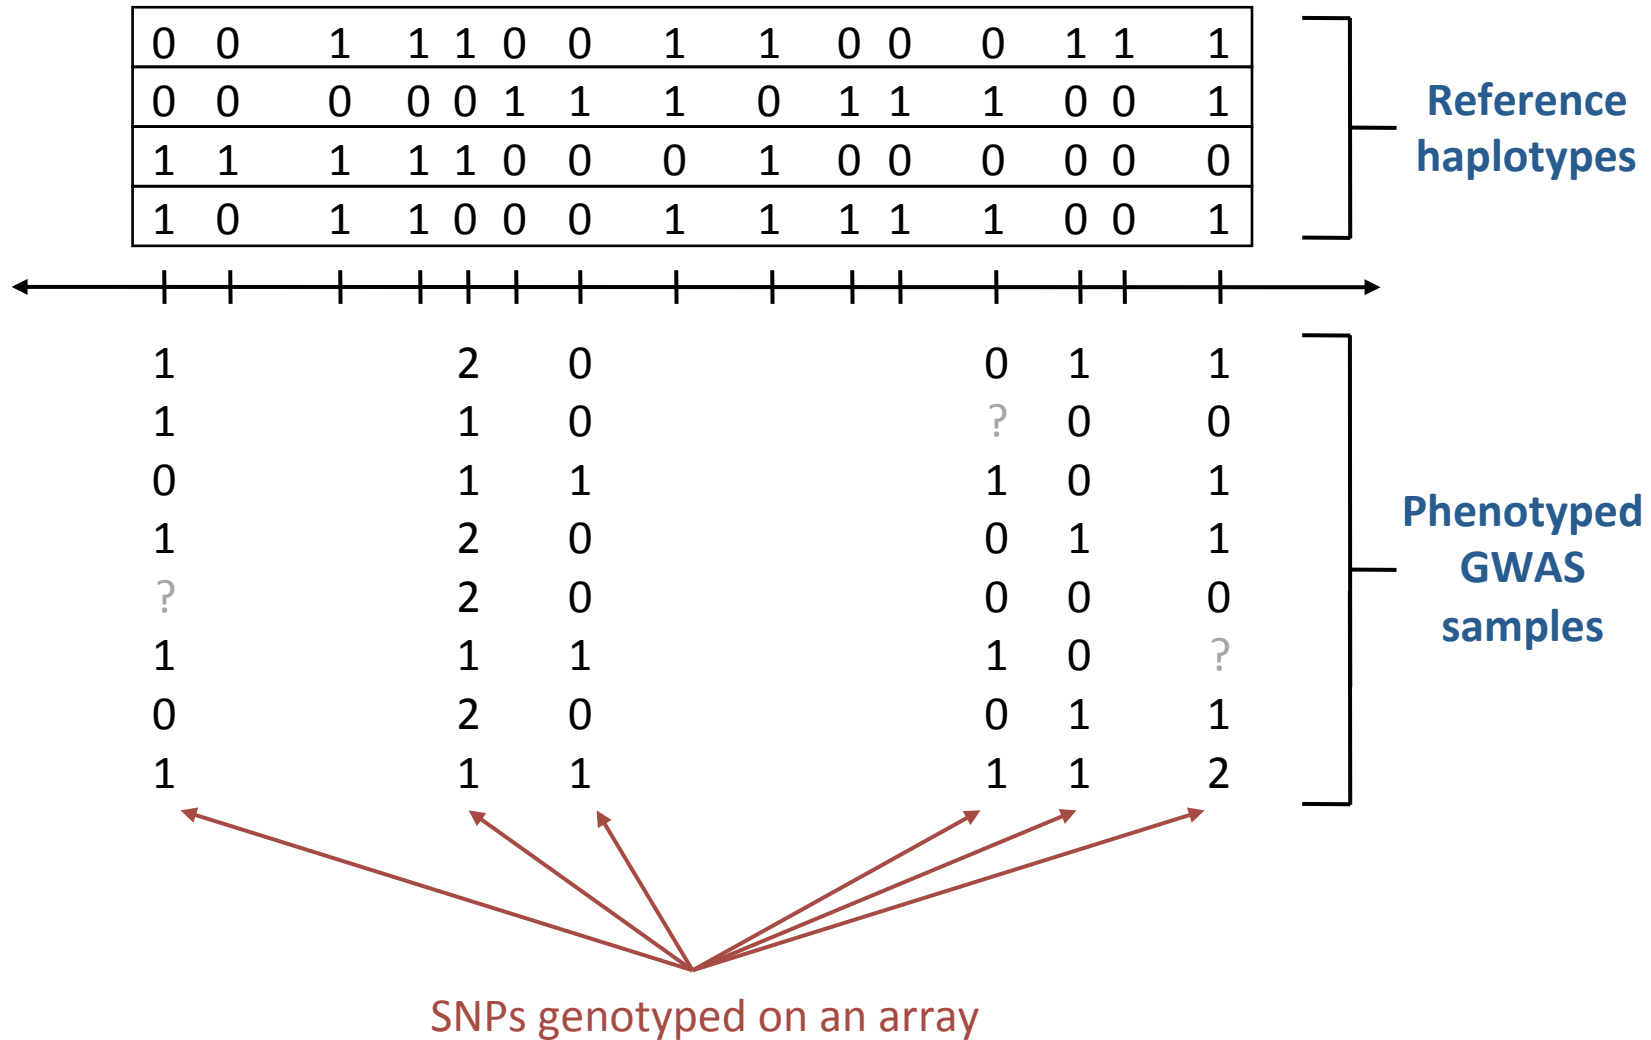 0 0 1 1 1 0 0 1 1 0 0 0 1 1 1
0 0 0 0 0 1 1 1 0 1 1 1 0 0 1
1 1 1 1 1 0 0 0 1 0 0 0 0 0 0
1 0 1 1 0 0 0 1 1 1 1 1 0 0 1
Reference
haplotypes
1 2 0 0 1 1
1 1 0 ? 0 0
0 1 1 1 0 1
1 2 0 0 1 1
? 2 0 0 0 0
1 1 1 1 0 ?
0 2 0 0 1 1
1 1 1 1 1 2
Phenotyped
GWAS
samples
SNPs genotyped on an array